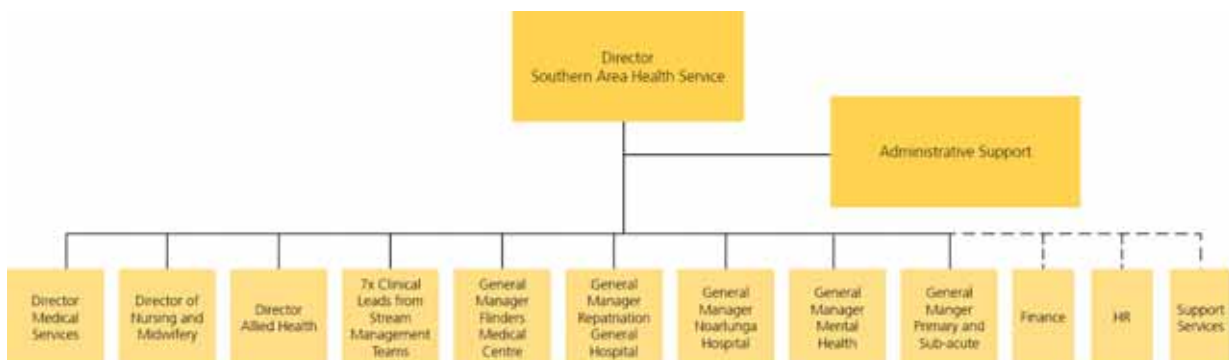 Director
Southern Area Health Service
Administrative Support
Director
Medical
Services
Director of
Nursing and
Midwifery
Director
Allied Health
7x Clinical
Leads from
Stream
Management
Teams
General
Manager
Flinders
Medical
Centre
General
Manager
Repatriation
General
Hospital
General
Manager
Noarlunga
Hospital
General
Manager
Mental
Health
General
Manger
Primary and
Sub-acute
Finance
HR
Support
Services